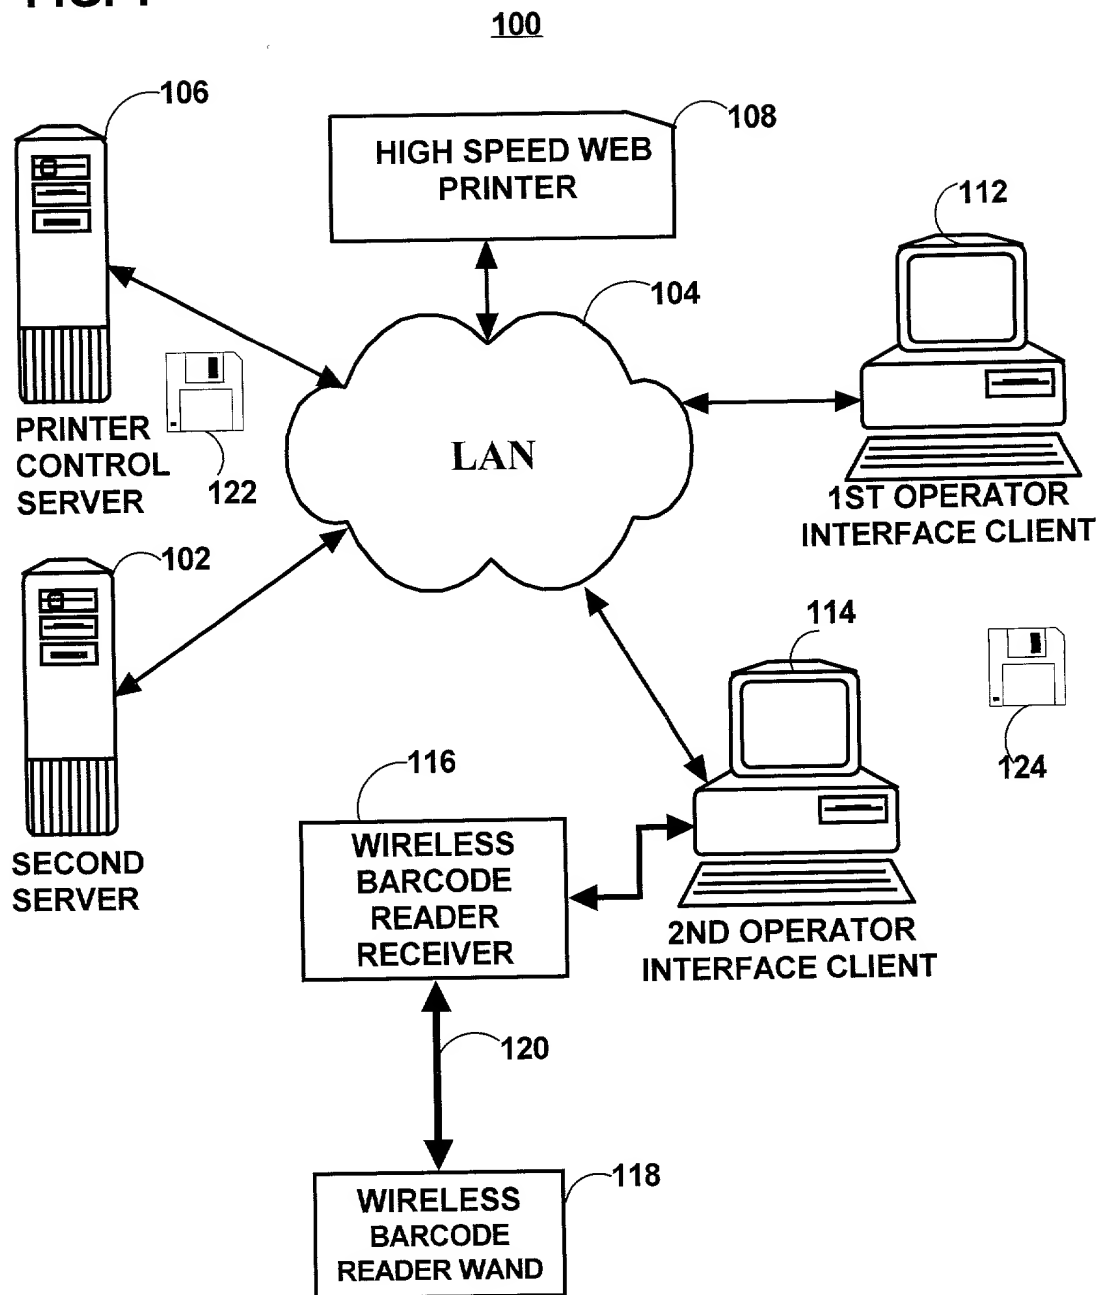 100
106
108
HIGH SPEED WEB
PRINTER
112
104
LAN
PRINTER
CONTROL
SERVER
122
1ST OPERATOR
INTERFACE CLIENT
102
114
124
116
SECOND
SERVER
WIRELESS
BARCODE
READER
RECEIVER
2ND OPERATOR
INTERFACE CLIENT
120
118
WIRELESS
BARCODE
READER WAND